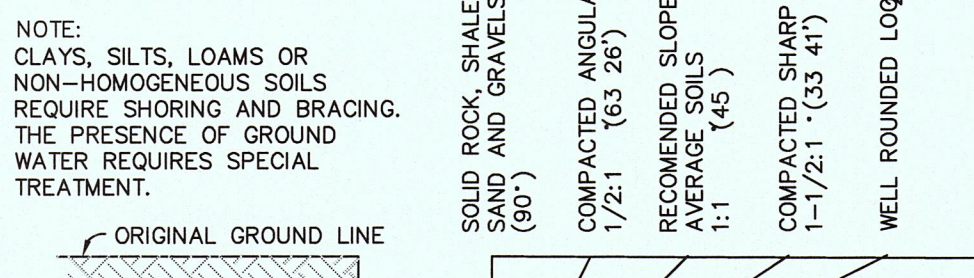 NOTE:
CLAYS, SILTS, LOAMS OR
NON-HOMOGENEOUS SOILS
REQUIRE SHORING AND BRACING.
THE PRESENCE OF GROUND
WATER REQUIRES SPECIAL
TREATMENT.
ORIGINAL GROUND LINE
SOLID ROCK, SHALE
SAND AND GRAVELS
(90°)
COMPACTED
1/2:1 (63 26')
RECOMENDED SLOPE
AVERAGE SOILS
1:1 (45 )
COMPACTED SHARP
1-1/2:1 (33 41')
WELL ROUNDED